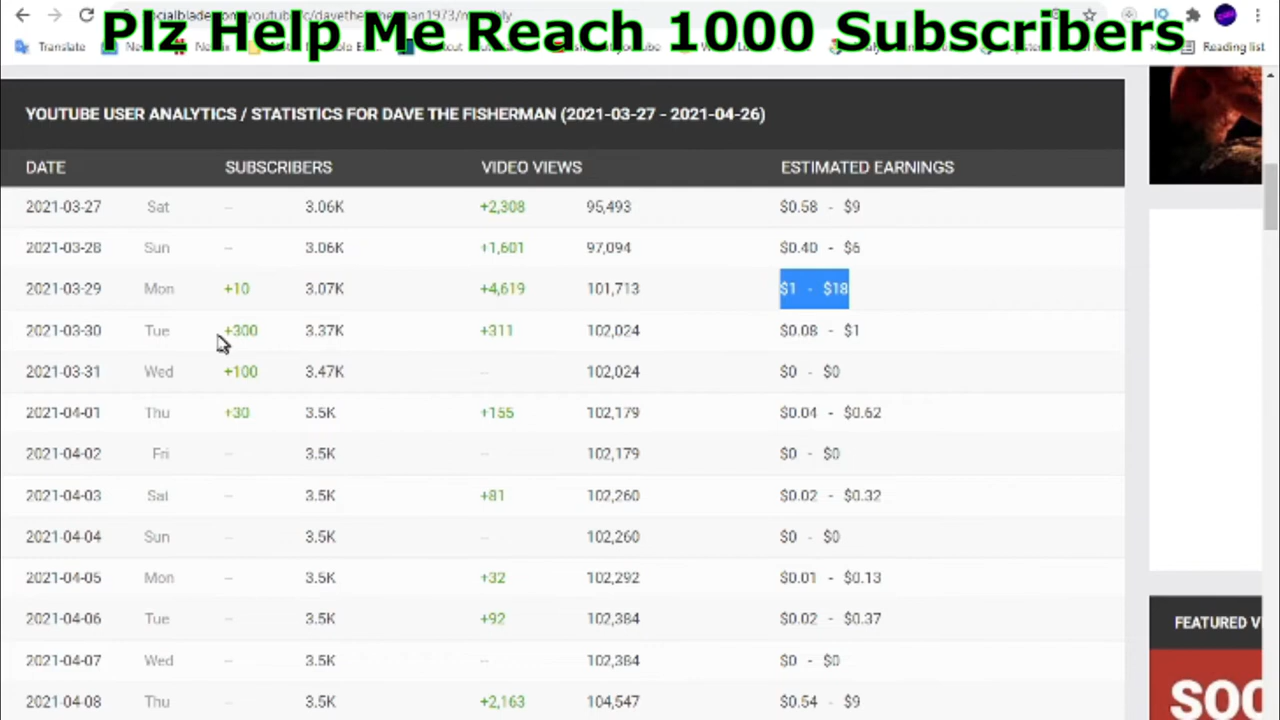 Plz Help Me Reach 1000 Subscribers
Translate
Reading list
YOUTUBE USER ANALYTICS / STATISTICS FOR DAVE THE FISHERMAN (2021-03-27 - 2021-04-26)
DATE SUBSCRIBERS VIDEO VIEWS ESTIMATED EARNINGS
2021-03-27 Sat -- 3.06K +2,308 95,493 $0.58 - $9
2021-03-28 Sun -- 3.06K +1,601 97,094 $0.40 - $6
2021-03-29 Mon +10 3.07K +4,619 101,713 $1 - $18
2021-03-30 Tue +300 3.37K +311 102,024 $0.08 - $1
2021-03-31 Wed +100 3.47K -- 102,024 $0 - $0
2021-04-01 Thu +30 3.5K +155 102,179 $0.04 - $0.62
2021-04-02 Fri -- 3.5K -- 102,179 $0 - $0
2021-04-03 Sat -- 3.5K +81 102,260 $0.02 - $0.32
2021-04-04 Sun -- 3.5K -- 102,260 $0 - $0
2021-04-05 Mon -- 3.5K +32 102,292 $0.01 - $0.13
2021-04-06 Tue -- 3.5K +92 102,384 $0.02 - $0.37
2021-04-07 Wed -- 3.5K -- 102,384 $0 - $0
2021-04-08 Thu -- 3.5K +2,163 104,547 $0.54 - $9
FEATURED V
SOC